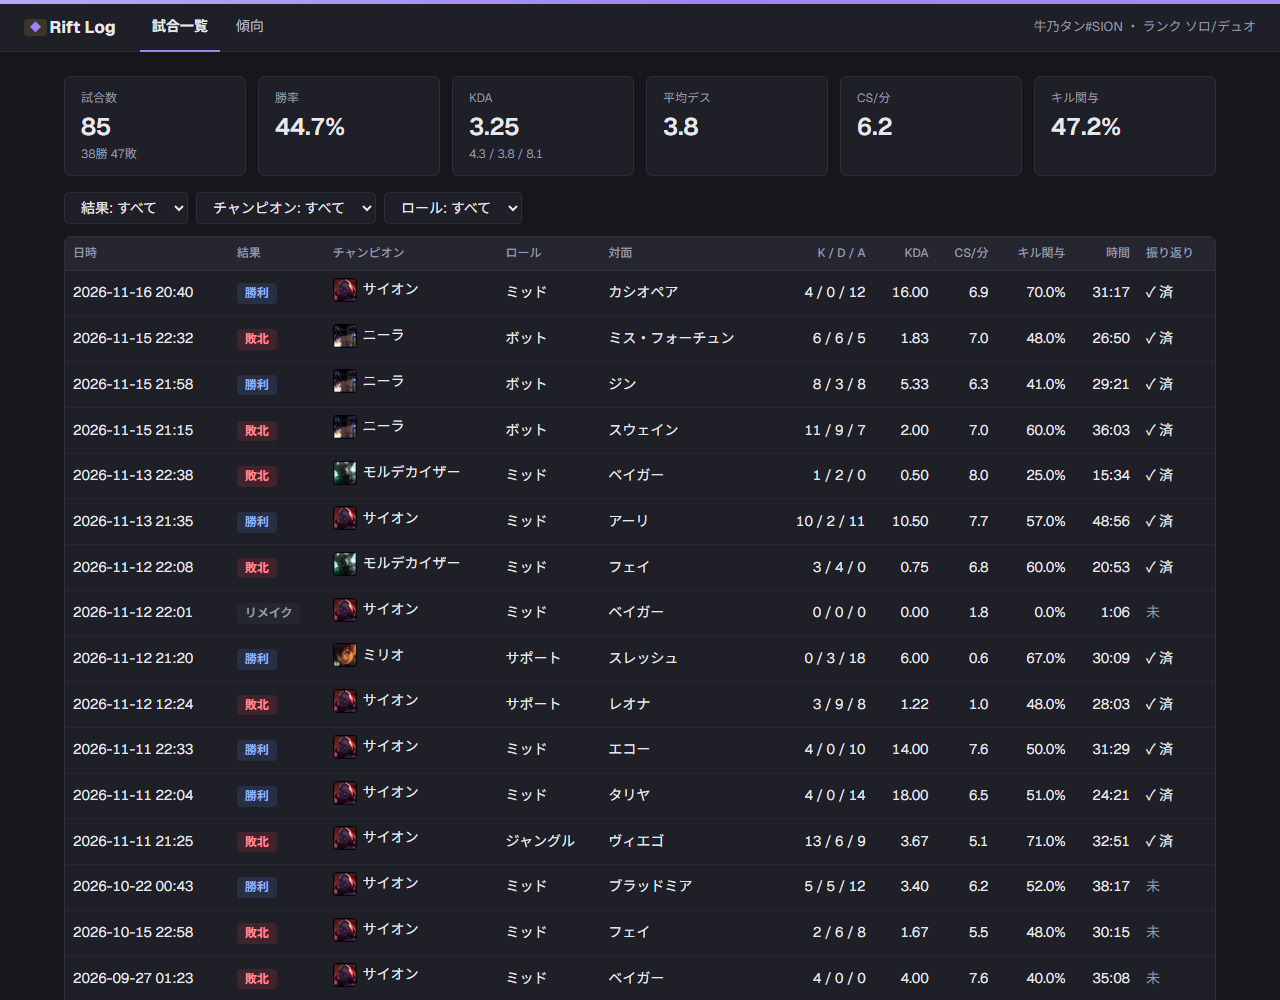 Rift Log 試合一覧 傾向 牛乃タン#SION ・ ランク ソロ/デュオ
試合数 勝率 KDA 平均デス CS/分 キル関与
85 44.7% 3.25 3.8 6.2 47.2%
38勝 47敗 4.3 / 3.8 / 8.1
結果: すべて チャンピオン: すべて ロール: すべて
日時 結果 チャンピオン ロール 対面 K / D / A KDA CS/分 キル関与 時間 振り返り
2026-11-16 20:40 勝利 サイオン ミッド カシオペア 4 / 0 / 12 16.00 6.9 70.0% 31:17 ✓ 済
2026-11-15 22:32 敗北 ニーラ ボット ミス・フォーチュン 6 / 6 / 5 1.83 7.0 48.0% 26:50 ✓ 済
2026-11-15 21:58 勝利 ニーラ ボット ジン 8 / 3 / 8 5.33 6.3 41.0% 29:21 ✓ 済
2026-11-15 21:15 敗北 ニーラ ボット スウェイン 11 / 9 / 7 2.00 7.0 60.0% 36:03 ✓ 済
2026-11-13 22:38 敗北 モルデカイザー ミッド ベイガー 1 / 2 / 0 0.50 8.0 25.0% 15:34 ✓ 済
2026-11-13 21:35 勝利 サイオン ミッド アーリ 10 / 2 / 11 10.50 7.7 57.0% 48:56 ✓ 済
2026-11-12 22:08 敗北 モルデカイザー ミッド フェイ 3 / 4 / 0 0.75 6.8 60.0% 20:53 ✓ 済
2026-11-12 22:01 リメイク サイオン ミッド ベイガー 0 / 0 / 0 0.00 1.8 0.0% 1:06 未
2026-11-12 21:20 勝利 ミリオ サポート スレッシュ 0 / 3 / 18 6.00 0.6 67.0% 30:09 ✓ 済
2026-11-12 12:24 敗北 サイオン サポート レオナ 3 / 9 / 8 1.22 1.0 48.0% 28:03 ✓ 済
2026-11-11 22:33 勝利 サイオン ミッド エコー 4 / 0 / 10 14.00 7.6 50.0% 31:29 ✓ 済
2026-11-11 22:04 勝利 サイオン ミッド タリヤ 4 / 0 / 14 18.00 6.5 51.0% 24:21 ✓ 済
2026-11-11 21:25 敗北 サイオン ジャングル ヴィエゴ 13 / 6 / 9 3.67 5.1 71.0% 32:51 ✓ 済
2026-10-22 00:43 勝利 サイオン ミッド ブラッドミア 5 / 5 / 12 3.40 6.2 52.0% 38:17 未
2026-10-15 22:58 敗北 サイオン ミッド フェイ 2 / 6 / 8 1.67 5.5 48.0% 30:15 未
2026-09-27 01:23 敗北 サイオン ミッド ベイガー 4 / 0 / 0 4.00 7.6 40.0% 35:08 未